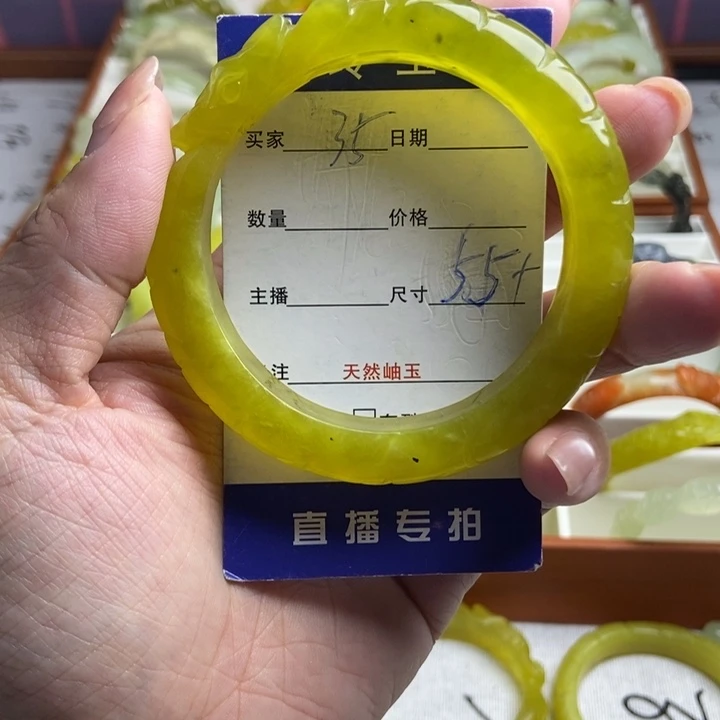 买家 35 日期
数量 价格
主播 尺寸 55+
注 天然岫玉
直播专拍